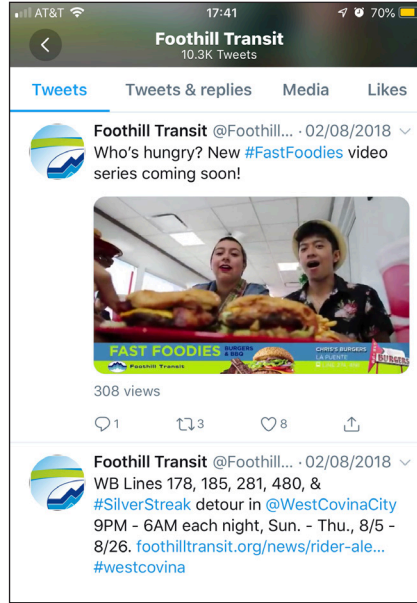 AT&T 17:41 70%
Foothill Transit
10.3K Tweets
Tweets Tweets & replies Media Likes
Foothill Transit @Foothill... · 02/08/2018
Who's hungry? New #FastFoodies video
series coming soon!
FAST FOODIES BURGERS & BBQ
Foothill Transit
CHRIS'S BURGERS
LA PUENTE
BURGERS
308 views
1 3 8
Foothill Transit @Foothill... · 02/08/2018
WB Lines 178, 185, 281, 480, &
#SilverStreak detour in @WestCovinaCity
9PM - 6AM each night, Sun. - Thu., 8/5 -
8/26. foothilltransit.org/news/rider-ale...
#westcovina